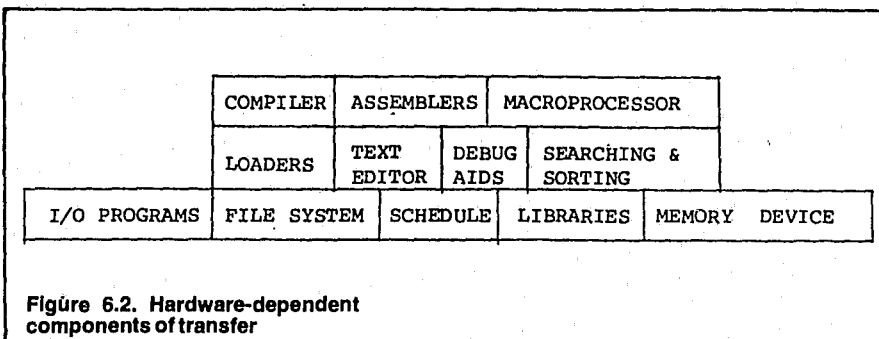 COMPILER ASSEMBLERS MACROPROCESSOR
LOADERS TEXT EDITOR DEBUG AIDS SEARCHING & SORTING
I/O PROGRAMS FILE SYSTEM SCHEDULE LIBRARIES MEMORY DEVICE
Figure 6.2. Hardware-dependent
components of transfer